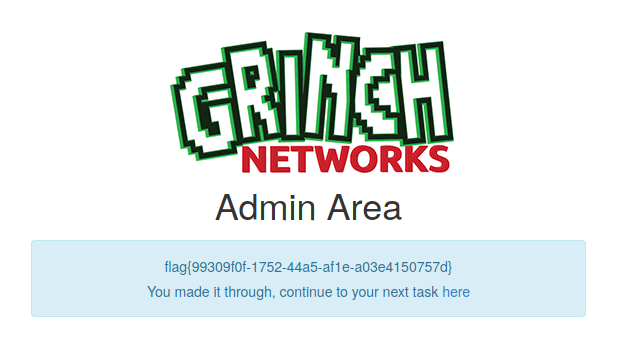 GRINCH
NETWORKS
Admin Area
flag{99309f0f-1752-44a5-af1e-a03e4150757d}
You made it through, continue to your next task here